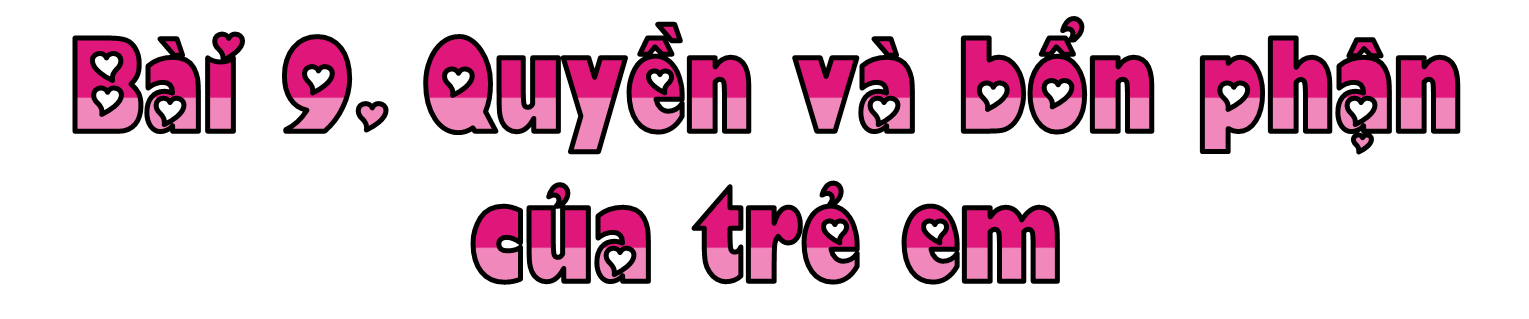 Bài 9. Quyền và bổn phận
của trẻ em